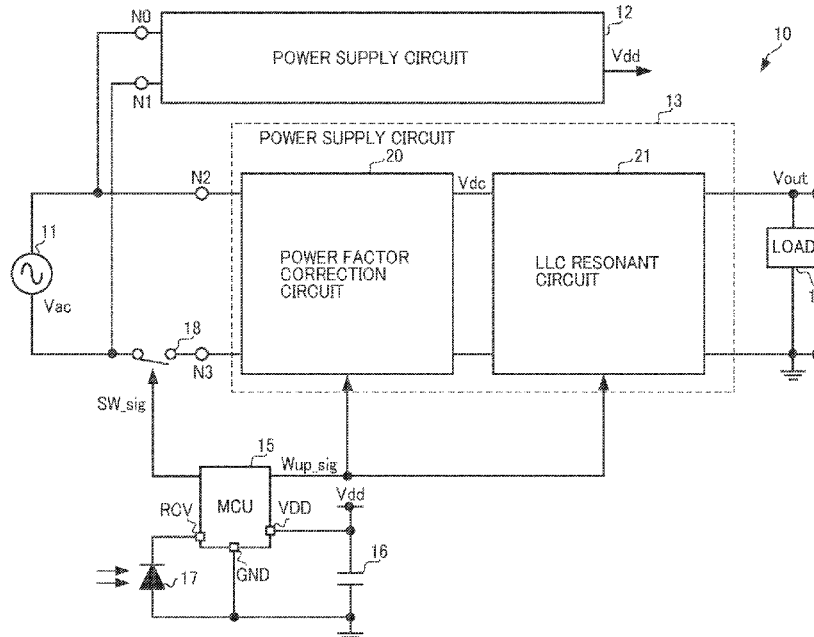 N0
12
10
POWER SUPPLY CIRCUIT
Vdd
N1
13
POWER SUPPLY CIRCUIT
20
21
N2
Vdc
Vout
11
POWER FACTOR
CORRECTION
CIRCUIT
LLC RESONANT
CIRCUIT
LOAD
Vac
18
N3
SW_sig
15
Wup_sig
Vdd
RCV
MCU
VDD
16
GND
17